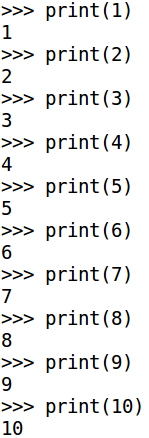 >>> print(1)
1
>>> print(2)
2
>>> print(3)
3
>>> print(4)
4
>>> print(5)
5
>>> print(6)
6
>>> print(7)
7
>>> print(8)
8
>>> print(9)
9
>>> print(10)
10